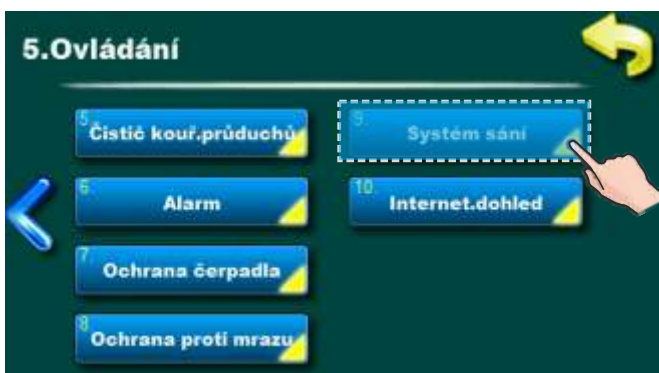 5.Ovládání
5
Čistič kouř.průduchů
6.
Alarm
7
Ochrana čerpadla
8
Ochrana proti mrazu
9.
Systém sání
10.
Internet.dohled